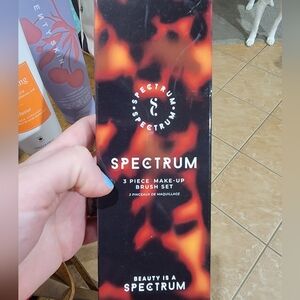 SPECTRUM
S
SPECTRUM
SPECTRUM
3 PIECE MAKE-UP
BRUSH SET
3 PINCEAUX DE MAQUILLAGE
BEAUTY IS A
SPECTRUM